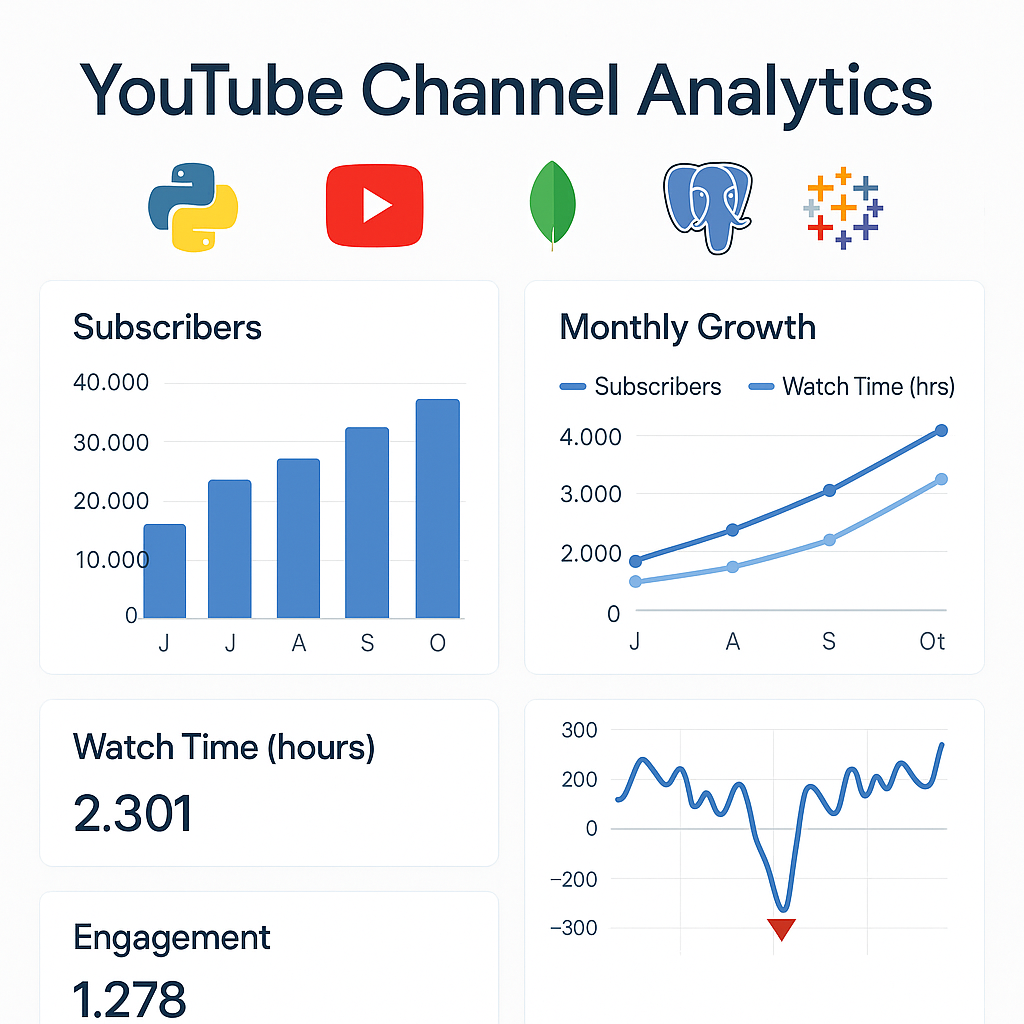 YouTube Channel Analytics
Subscribers
40.000
30.000
20.000
10.000
0
J J A S O
Monthly Growth
Subscribers Watch Time (hrs)
4.000
3.000
2.000
0
J A S Ot
Watch Time (hours)
2.301
Engagement
1.278
300
200
0
−200
−300